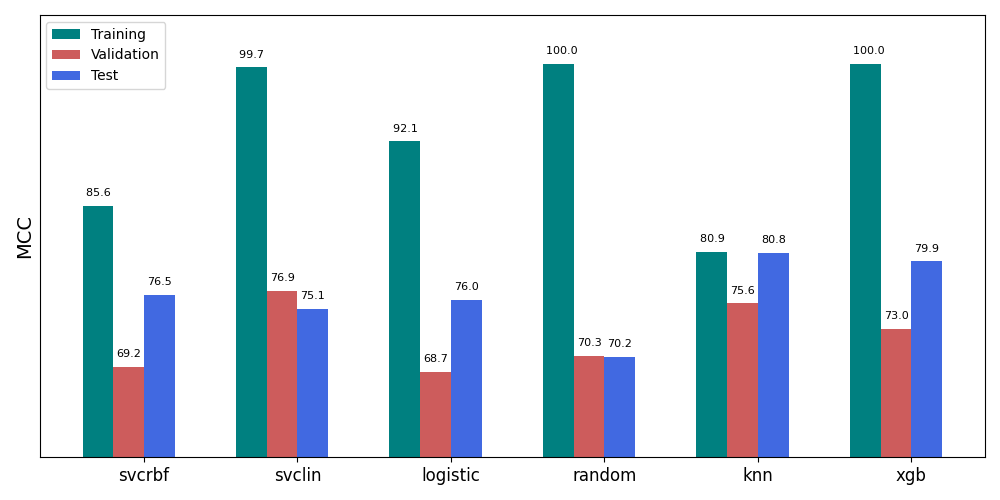 Training
Validation
Test
MCC
85.6
69.2
76.5
99.7
76.9
75.1
92.1
68.7
76.0
100.0
70.3
70.2
80.9
75.6
80.8
100.0
73.0
79.9
svcrbf
svclin
logistic
random
knn
xgb